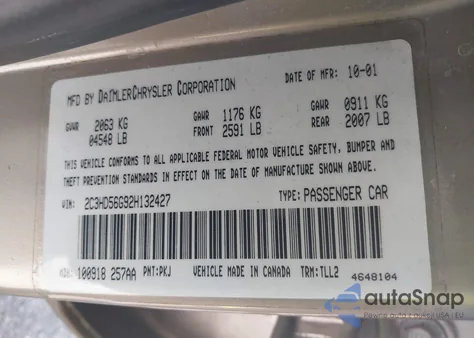 MFD BY DAIMLERCHRYSLER CORPORATION DATE OF MFR: 10-01
GVWR 2063 KG 04548 LB GAWR FRONT 1176 KG 2591 LB GAWR REAR 0911 KG 2007 LB
THIS VEHICLE CONFORMS TO ALL APPLICABLE FEDERAL MOTOR VEHICLE SAFETY, BUMPER AND
THEFT PREVENTION STANDARDS IN EFFECT ON THE DATE OF MANUFACTURE SHOWN ABOVE.
VIN: 2C3HD56G92H132427 TYPE: PASSENGER CAR
MDH: 100918 257AA PNT: PKJ VEHICLE MADE IN CANADA TRM: TLL2
4648104
autaSnap